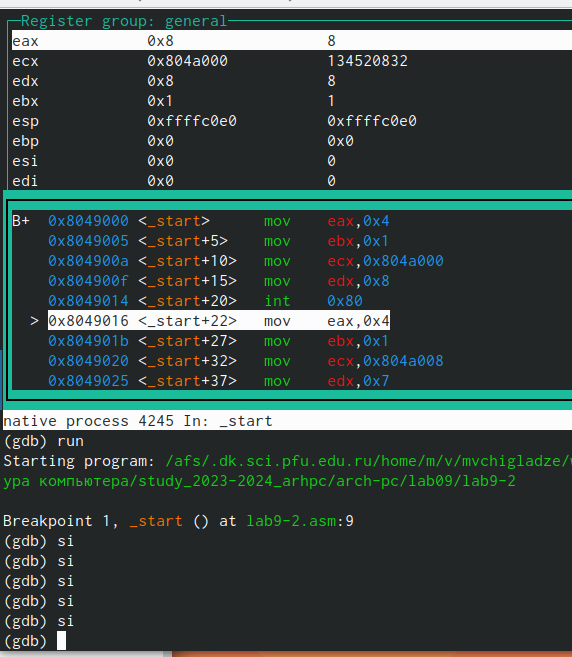 Register group: general
eax 0x8 8
ecx 0x804a000 134520832
edx 0x8 8
ebx 0x1 1
esp 0xffffc0e0 0xffffc0e0
ebp 0x0 0x0
esi 0x0 0
edi 0x0 0
B+ 0x8049000 <_start> mov eax,0x4
0x8049005 <_start+5> mov ebx,0x1
0x804900a <_start+10> mov ecx,0x804a000
0x804900f <_start+15> mov edx,0x8
0x8049014 <_start+20> int 0x80
> 0x8049016 <_start+22> mov eax,0x4
0x804901b <_start+27> mov ebx,0x1
0x8049020 <_start+32> mov ecx,0x804a008
0x8049025 <_start+37> mov edx,0x7
native process 4245 In: _start
(gdb) run
Starting program: /afs/.dk.sci.pfu.edu.ru/home/m/v/mvchigladze/
ура компьютера/study_2023-2024_arhpc/arch-pc/lab09/lab9-2
Breakpoint 1, _start () at lab9-2.asm:9
(gdb) si
(gdb) si
(gdb) si
(gdb) si
(gdb) si
(gdb)